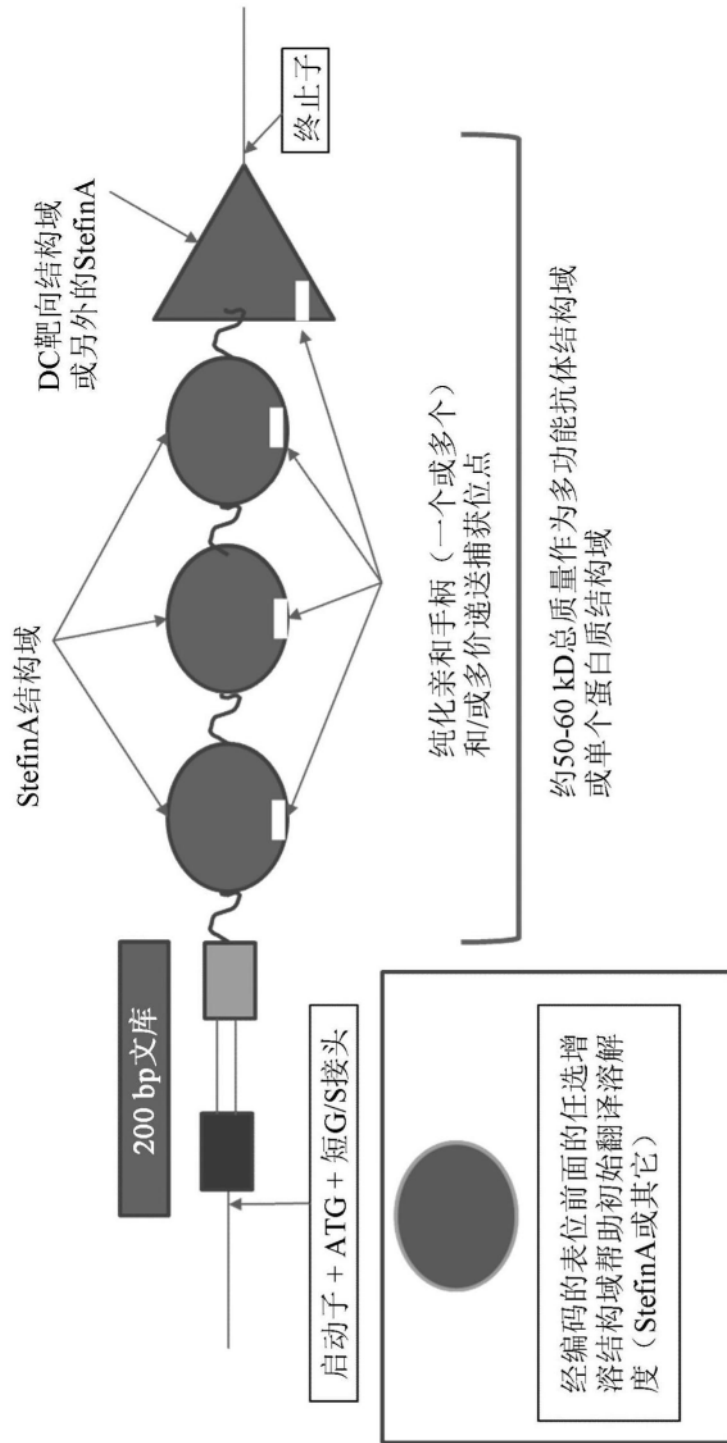 200 bp文库
StefinA结构域
DC靶向结构域
或另外的StefinA
启动子 + ATG + 短G/S接头
终止子
纯化亲和手柄（一个或多个）
和/或多价递送捕获位点
经编码的表位前面的任选增
溶结构域帮助初始翻译溶解
度（StefinA或其它）
约50-60 kD总质量作为多功能抗体结构域
或单个蛋白质结构域